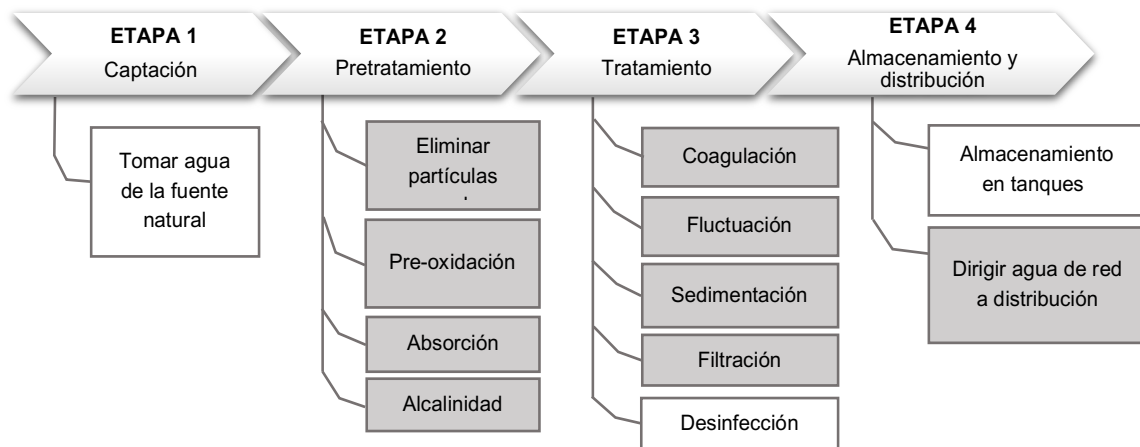 ETAPA 1
Captación
Tomar agua
de la fuente
natural
ETAPA 2
Pretratamiento
Eliminar
partículas
Pre-oxidación
Absorción
Alcalinidad
ETAPA 3
Tratamiento
Coagulación
Fluctuación
Sedimentación
Filtración
Desinfección
ETAPA 4
Almacenamiento y
distribución
Almacenamiento
en tanques
Dirigir agua de red
a distribución